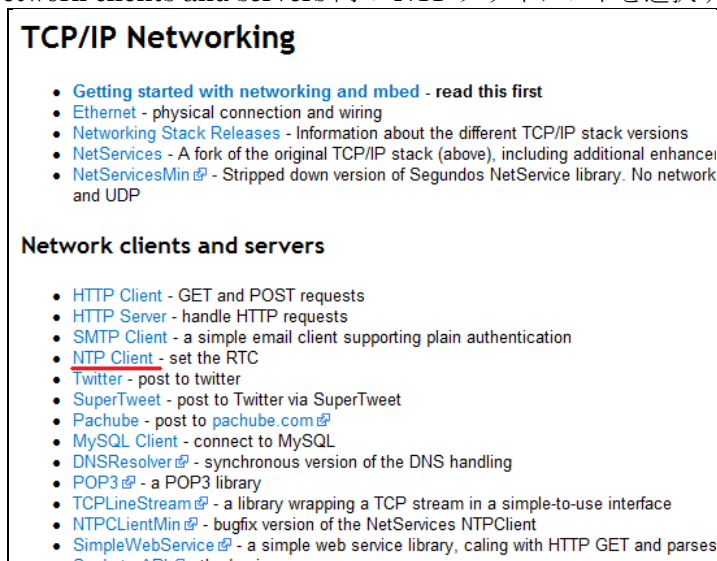 TCP/IP Networking
Getting started with networking and mbed - read this first
Ethernet - physical connection and wiring
Networking Stack Releases - Information about the different TCP/IP stack versions
NetServices - A fork of the original TCP/IP stack (above), including additional
NetServicesMin - Stripped down version of Segundos NetService library. No network
and UDP
Network clients and servers
HTTP Client - GET and POST requests
HTTP Server - handle HTTP requests
SMTP Client - a simple email client supporting plain authentication
NTP Client - set the RTC
Twitter - post to twitter
SuperTweet - post to Twitter via SuperTweet
Pachube - post to pachube.com
MySQL Client - connect to MySQL
DNSResolver - synchronous version of the DNS handling
POP3 - a POP3 library
TCPLineStream - a library wrapping a TCP stream in a simple-to-use interface
NTPCLientMin - bugfix version of the NetServices NTPClient
SimpleWebService - a simple web service library, caling with HTTP GET and parses